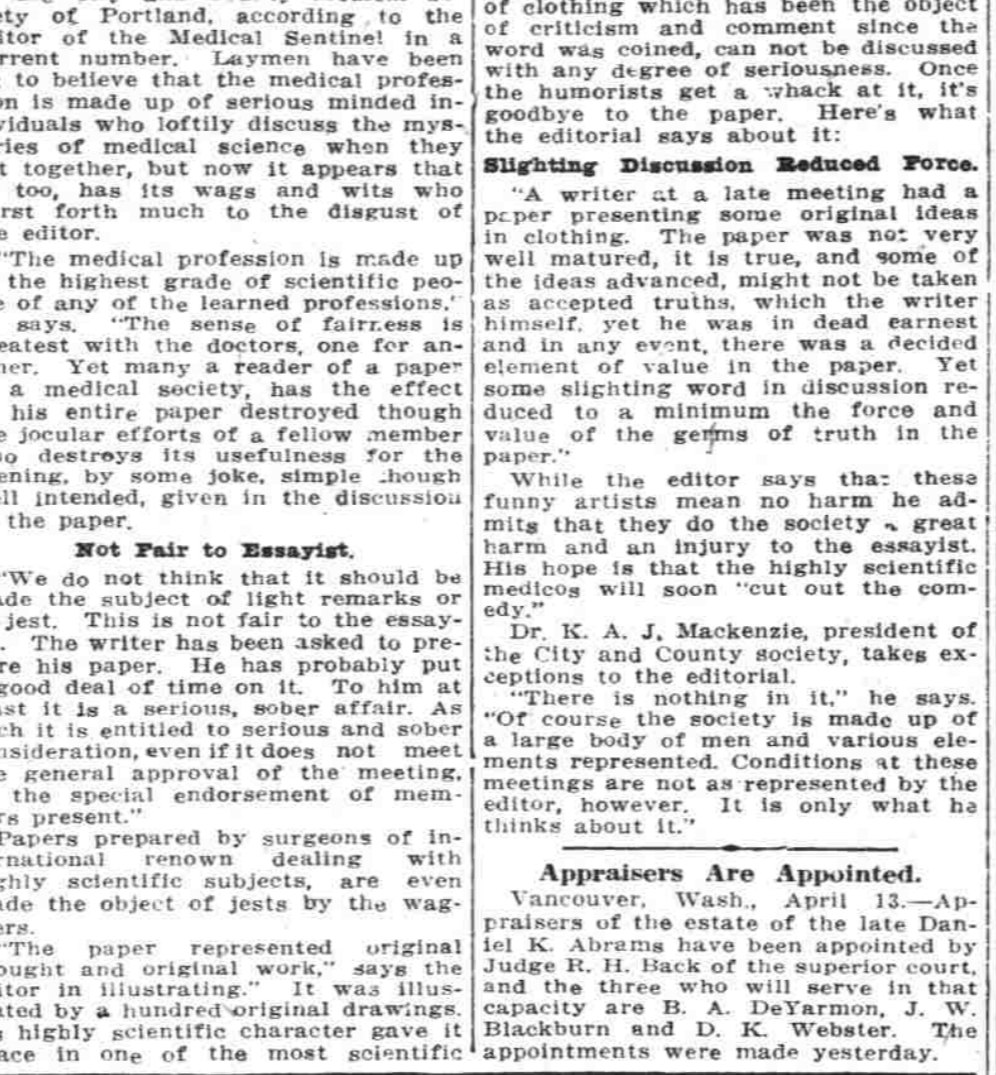 ety of Portland, according to the
itor of the Medical Sentinel in a
rrent number. Laymen have been
to believe that the medical profes-
on is made up of serious minded in-
viduals who loftily discuss the mys-
ries of medical science when they
t together, but now it appears that
too, has its wags and wits who
rst forth much to the disgust of
e editor.
"The medical profession is made up
the highest grade of scientific peo-
e of any of the learned professions,"
says. "The sense of fairness is
eatest with the doctors, one for an-
her. Yet many a reader of a paper
a medical society, has the effect
his entire paper destroyed though
e jocular efforts of a fellow member
o destroys its usefulness for the
ening, by some joke, simple though
ll intended, given in the discussion
the paper.
Not Fair to Essayist.
"We do not think that it should be
ade the subject of light remarks or
jest. This is not fair to the essay-
. The writer has been asked to pre-
re his paper. He has probably put
good deal of time on it. To him at
ast it is a serious, sober affair. As
ch it is entitled to serious and sober
nsideration, even if it does not meet
e general approval of the meeting,
the special endorsement of mem-
rs present."
Papers prepared by surgeons of in-
rnational renown dealing with
ghly scientific subjects, are even
ade the object of jests by the wag-
ers.
"The paper represented original
ought and original work," says the
itor in illustrating." It was illus-
ated by a hundred original drawings.
s highly scientific character gave it
ace in one of the most scientific
of clothing which has been the object
of criticism and comment since the
word was coined, can not be discussed
with any degree of seriousness. Once
the humorists get a whack at it, it's
goodbye to the paper. Here's what
the editorial says about it:
Slighting Discussion Reduced Force.
"A writer at a late meeting had a
paper presenting some original ideas
in clothing. The paper was not very
well matured, it is true, and some of
the ideas advanced, might not be taken
as accepted truths, which the writer
himself, yet he was in dead earnest
and in any event, there was a decided
element of value in the paper. Yet
some slighting word in discussion re-
duced to a minimum the force and
value of the germs of truth in the
paper."
While the editor says that these
funny artists mean no harm he ad-
mits that they do the society a great
harm and an injury to the essayist.
His hope is that the highly scientific
medicos will soon "cut out the com-
edy."
Dr. K. A. J. Mackenzie, president of
the City and County society, takes ex-
ceptions to the editorial.
"There is nothing in it," he says.
"Of course the society is made up of
a large body of men and various ele-
ments represented. Conditions at these
meetings are not as represented by the
editor, however. It is only what he
thinks about it."
Appraisers Are Appointed.
Vancouver, Wash., April 13.—Ap-
praisers of the estate of the late Dan-
iel K. Abrams have been appointed by
Judge R. H. Back of the superior court,
and the three who will serve in that
capacity are B. A. DeYarmon, J. W.
Blackburn and D. K. Webster. The
appointments were made yesterday.